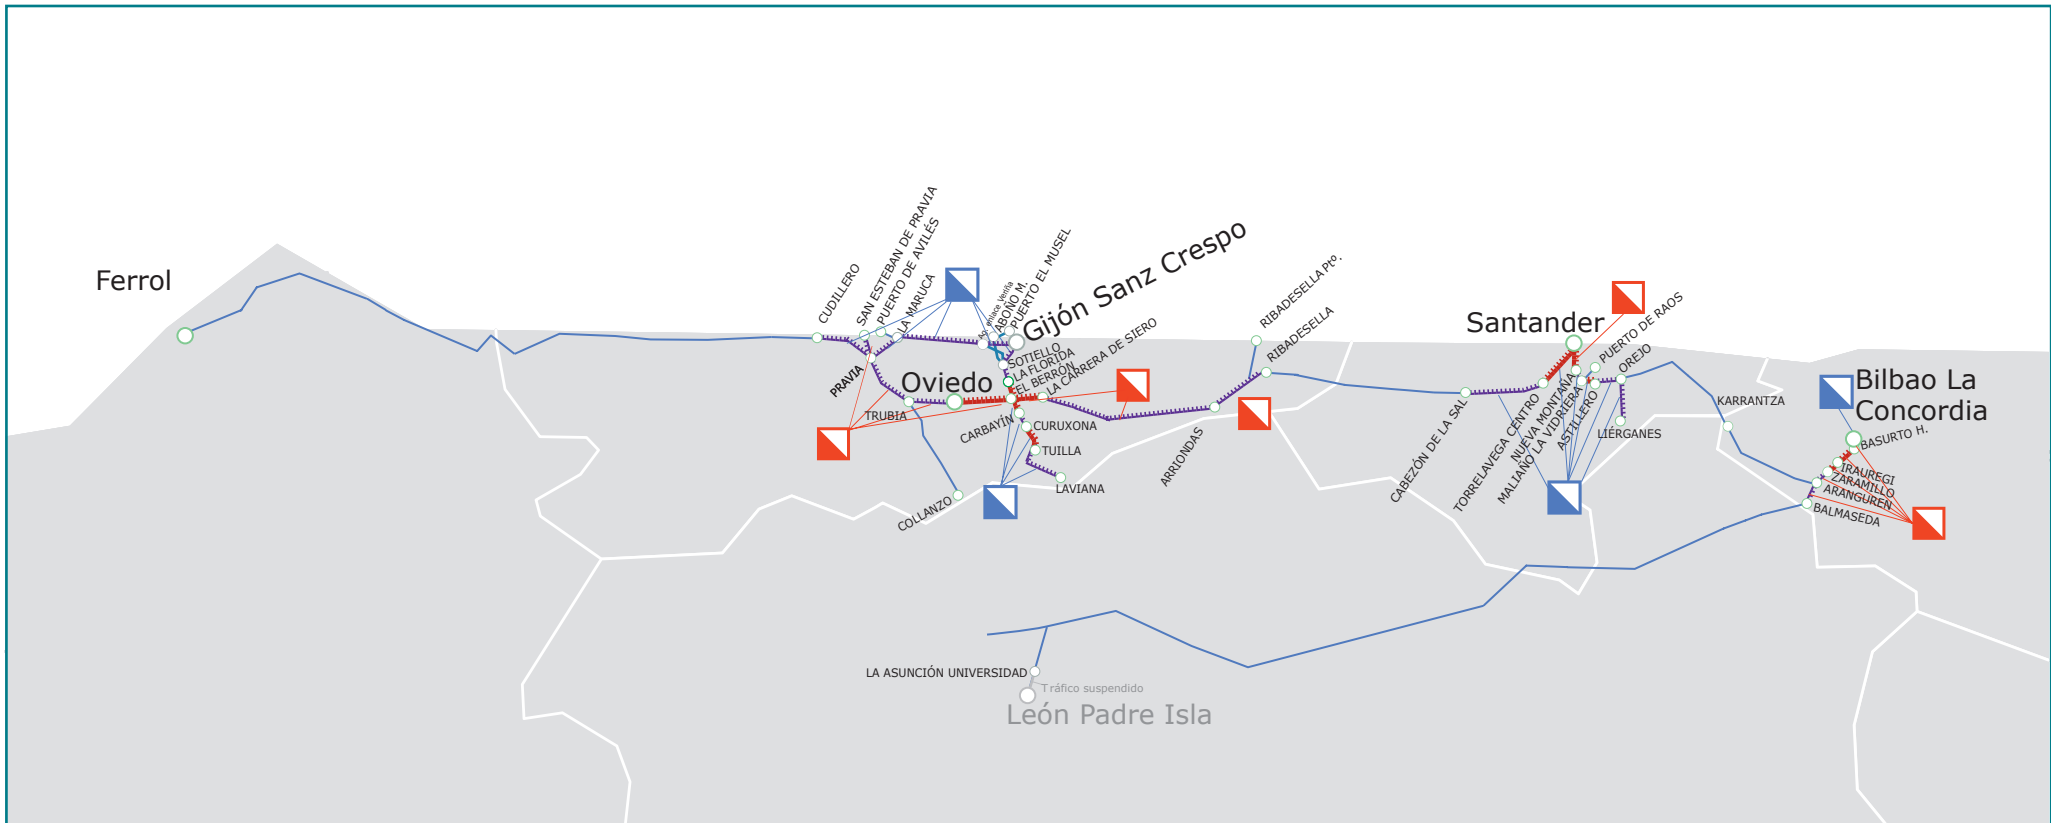 Ferrol
CUDILLERO
SAN ESTEBAN DE PRAVIA
PUERTO DE AVILÉS
LA MARUCA
Ag. enlace Veriña
ABOÑO M.
PUERTO EL MUSEL
Gijón Sanz Crespo
SOTIELLO
LA FLORIDA
EL BERRÓN
LA CARRERA DE SIERO
PRAVIA
TRUBIA
Oviedo
CARBAYÍN
CURUXONA
TUILLA
LAVIANA
COLLANZO
ARRIONDAS
RIBADESELLA Ptº.
RIBADESELLA
Santander
CABEZÓN DE LA SAL
TORRELAVEGA CENTRO
NUEVA MONTAÑA
MALIAÑO LA VIDRIERA
ASTILLERO
PUERTO DE RAOS
OREJO
LIÉRGANES
KARRANTZA
Bilbao La
Concordia
BASURTO H.
IRAUREGI
ZARAMILLO
ARANGUREN
BALMASEDA
LA ASUNCIÓN UNIVERSIDAD
Tráfico suspendido
León Padre Isla